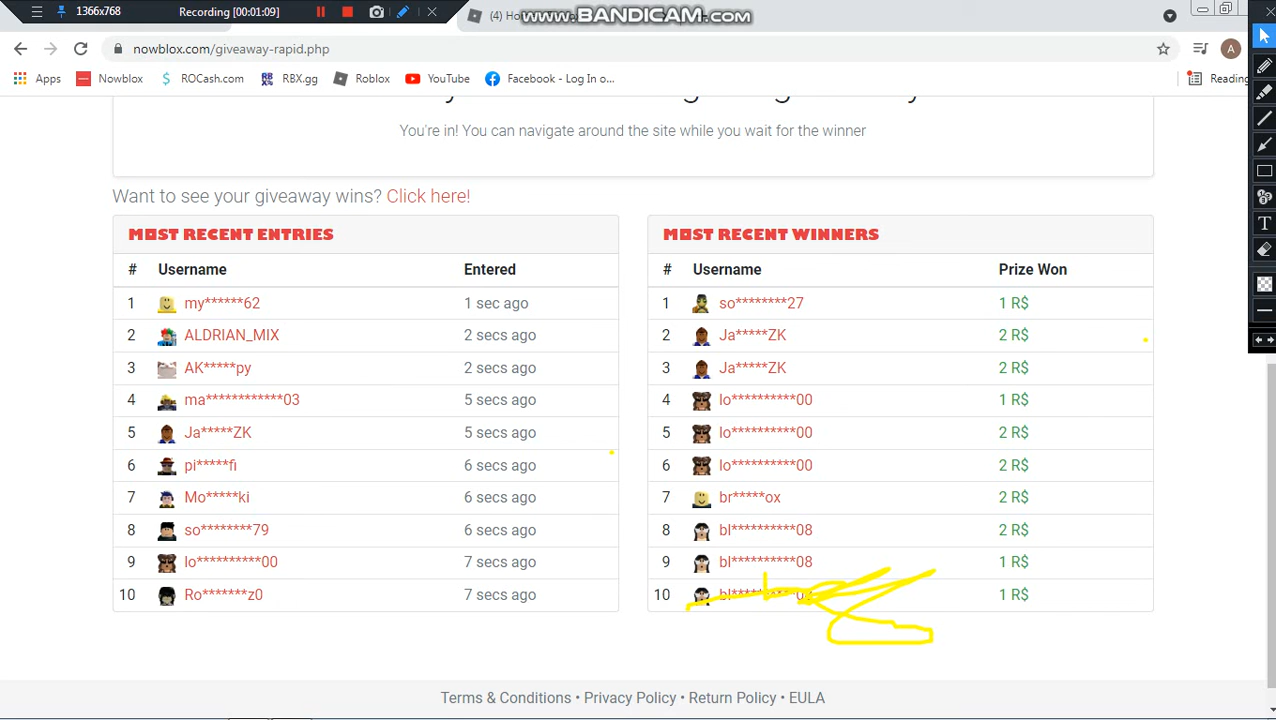 1366x768 Recording [00:01:09]
(4) Ho
WWW.BANDICAM.COM
nowblox.com/giveaway-rapid.php
A
Apps Nowblox $ ROCash.com RBX.gg Roblox YouTube Facebook - Log In o... Reading
You're in! You can navigate around the site while you wait for the winner
Want to see your giveaway wins? Click here!
MOST RECENT ENTRIES
# Username Entered
1 my******62 1 sec ago
2 ALDRIAN_MIX 2 secs ago
3 AK*****py 2 secs ago
4 ma************03 5 secs ago
5 Ja*****ZK 5 secs ago
6 pi*****fi 6 secs ago
7 Mo*****ki 6 secs ago
8 so********79 6 secs ago
9 lo**********00 7 secs ago
10 Ro*******z0 7 secs ago
MOST RECENT WINNERS
# Username Prize Won
1 so********27 1 R$
2 Ja*****ZK 2 R$
3 Ja*****ZK 2 R$
4 lo**********00 1 R$
5 lo**********00 2 R$
6 lo**********00 2 R$
7 br*****ox 2 R$
8 bl**********08 2 R$
9 bl**********08 1 R$
10 1 R$
Terms & Conditions • Privacy Policy • Return Policy • EULA